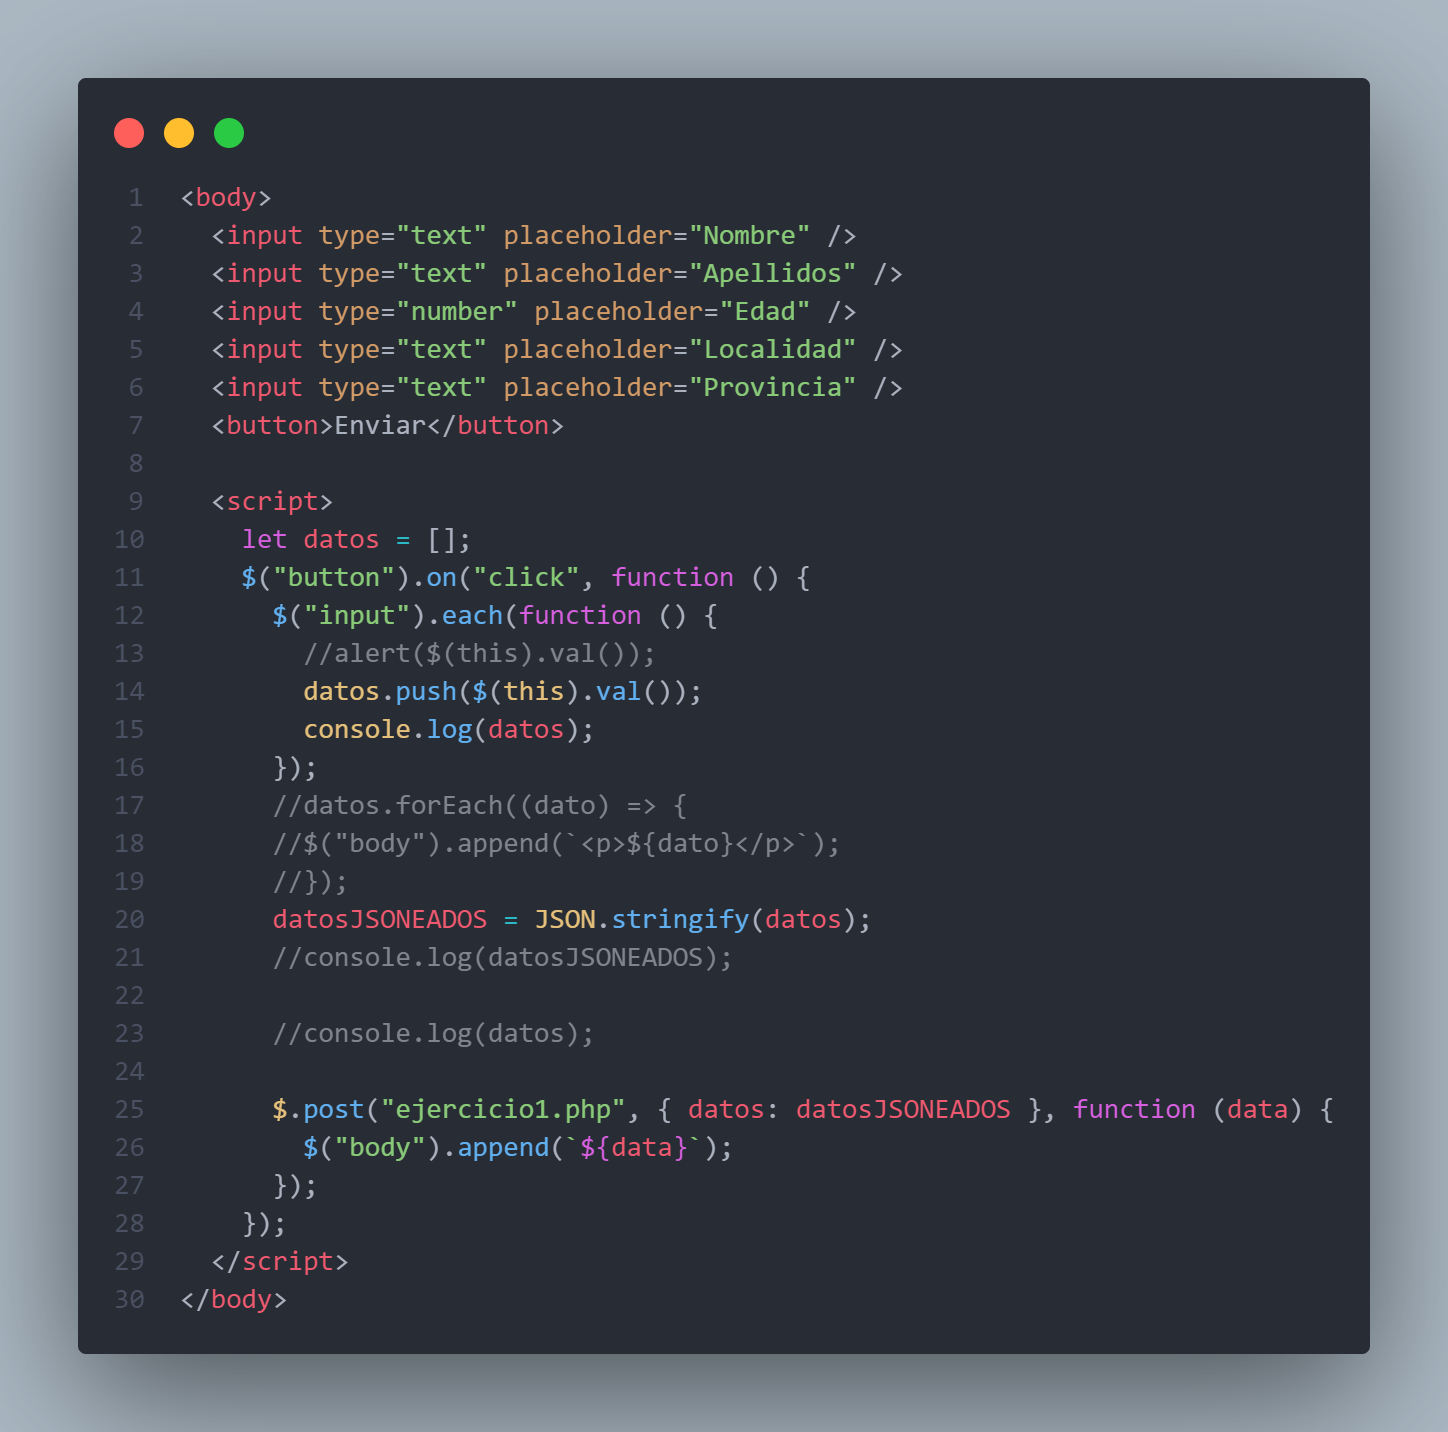 1 <body>
2 <input type="text" placeholder="Nombre" />
3 <input type="text" placeholder="Apellidos" />
4 <input type="number" placeholder="Edad" />
5 <input type="text" placeholder="Localidad" />
6 <input type="text" placeholder="Provincia" />
7 <button>Enviar</button>
8
9 <script>
10 let datos = [];
11 $("button").on("click", function () {
12 $("input").each(function () {
13 //alert($(this).val());
14 datos.push($(this).val());
15 console.log(datos);
16 });
17 //datos.forEach((dato) => {
18 //$("body").append(`<p>${dato}</p>`);
19 //});
20 datosJSONEADOS = JSON.stringify(datos);
21 //console.log(datosJSONEADOS);
22
23 //console.log(datos);
24
25 $.post("ejercicio1.php", { datos: datosJSONEADOS }, function (data) {
26 $("body").append(`${data}`);
27 });
28 });
29 </script>
30 </body>